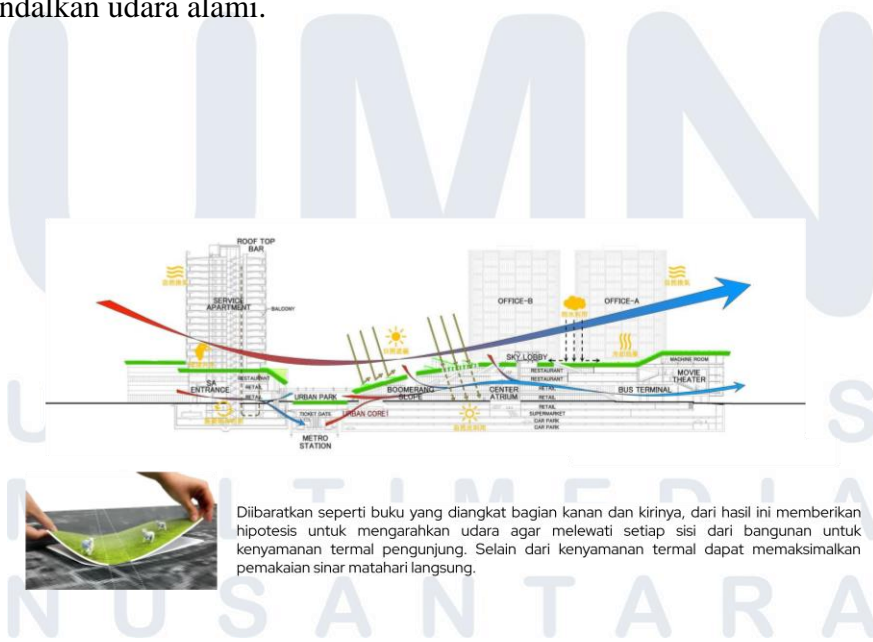 ndalkan udara alami.
UMN
ROOF TOP
BAR
SERVICE
APARTMENT
BALCONY
OFFICE-B
OFFICE-A
SKY LOBBY
MACHINE ROOM
SA
ENTRANCE
RESTAURANT
RETAIL
RETAIL
URBAN PARK
BOOMERANG
SLOPE
CENTER
ATRIUM
RESTAURANT
RESTAURANT
RETAIL
RETAIL
RETAIL
SUPERMARKET
CAR PARK
CAR PARK
BUS TERMINAL
MOVIE
THEATER
TICKET GATE
URBAN CORE1
METRO
STATION
Diibaratkan seperti buku yang diangkat bagian kanan dan kirinya, dari hasil ini memberikan
hipotesis untuk mengarahkan udara agar melewati setiap sisi dari bangunan untuk
kenyamanan termal pengunjung. Selain dari kenyamanan termal dapat memaksimalkan
pemakaian sinar matahari langsung.
NUSANTARA